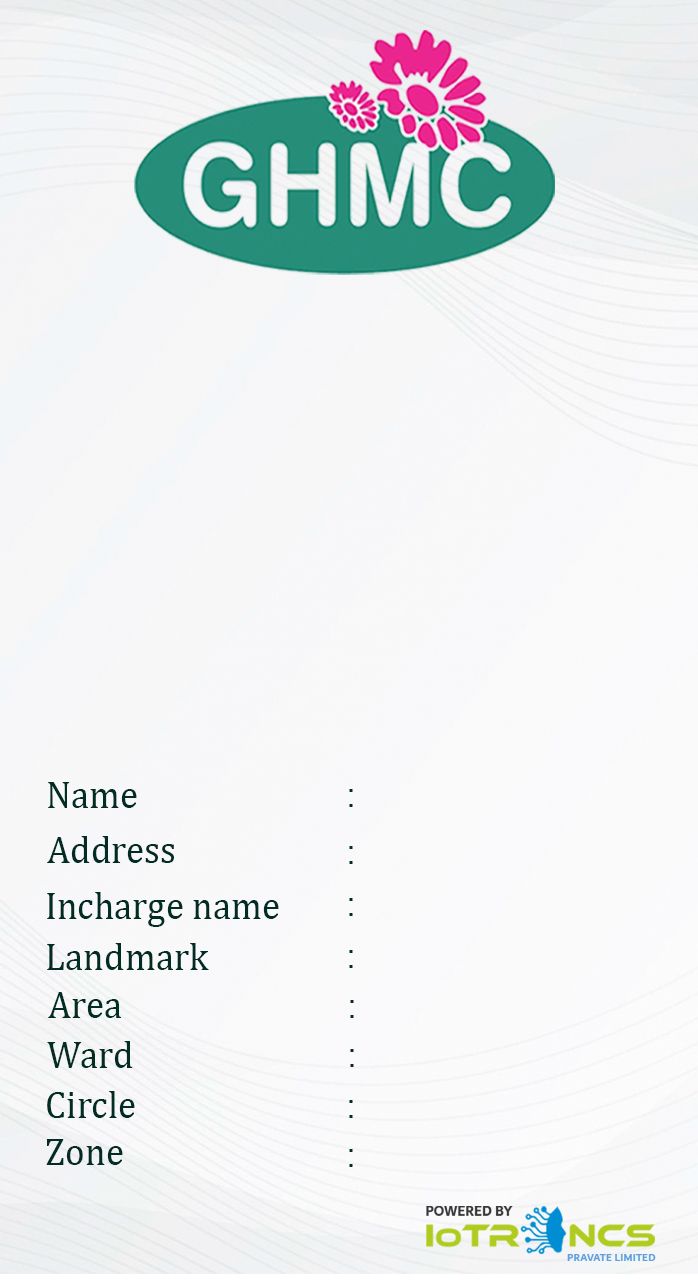 GHMC
Name :
Address :
Incharge name :
Landmark :
Area :
Ward :
Circle :
Zone :
POWERED BY
IoTRONCS
PRAVATE LIMITED